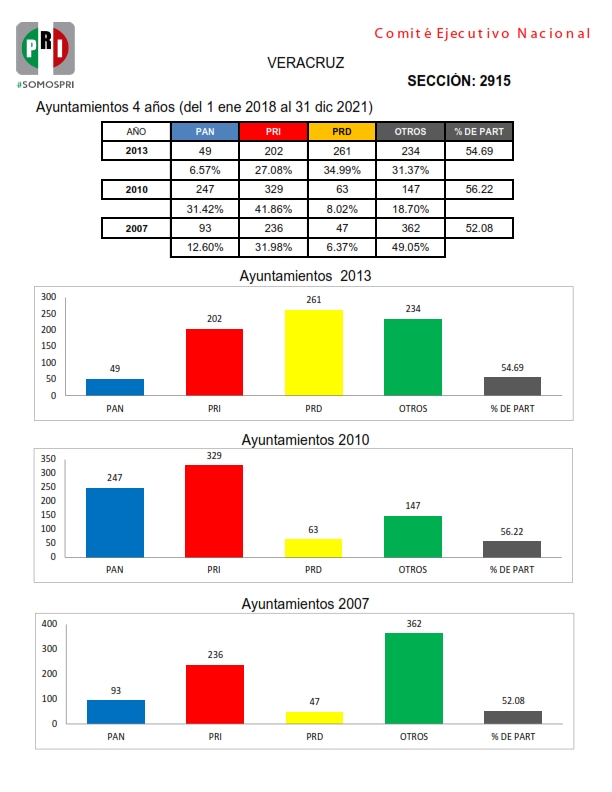 Comité Ejecutivo Nacional
PRI
#SOMOSPRI
VERACRUZ
SECCIÓN: 2915
Ayuntamientos 4 años (del 1 ene 2018 al 31 dic 2021)
AÑO PAN PRI PRD OTROS % DE PART
2013 49 202 261 234 54.69
6.57% 27.08% 34.99% 31.37%
2010 247 329 63 147 56.22
31.42% 41.86% 8.02% 18.70%
2007 93 236 47 362 52.08
12.60% 31.98% 6.37% 49.05%
Ayuntamientos 2013
300
250
200
150
100
50
0
49 202 261 234 54.69
PAN PRI PRD OTROS % DE PART
Ayuntamientos 2010
350
300
250
200
150
100
50
0
247 329 63 147 56.22
PAN PRI PRD OTROS % DE PART
Ayuntamientos 2007
400
300
200
100
0
93 236 47 362 52.08
PAN PRI PRD OTROS % DE PART